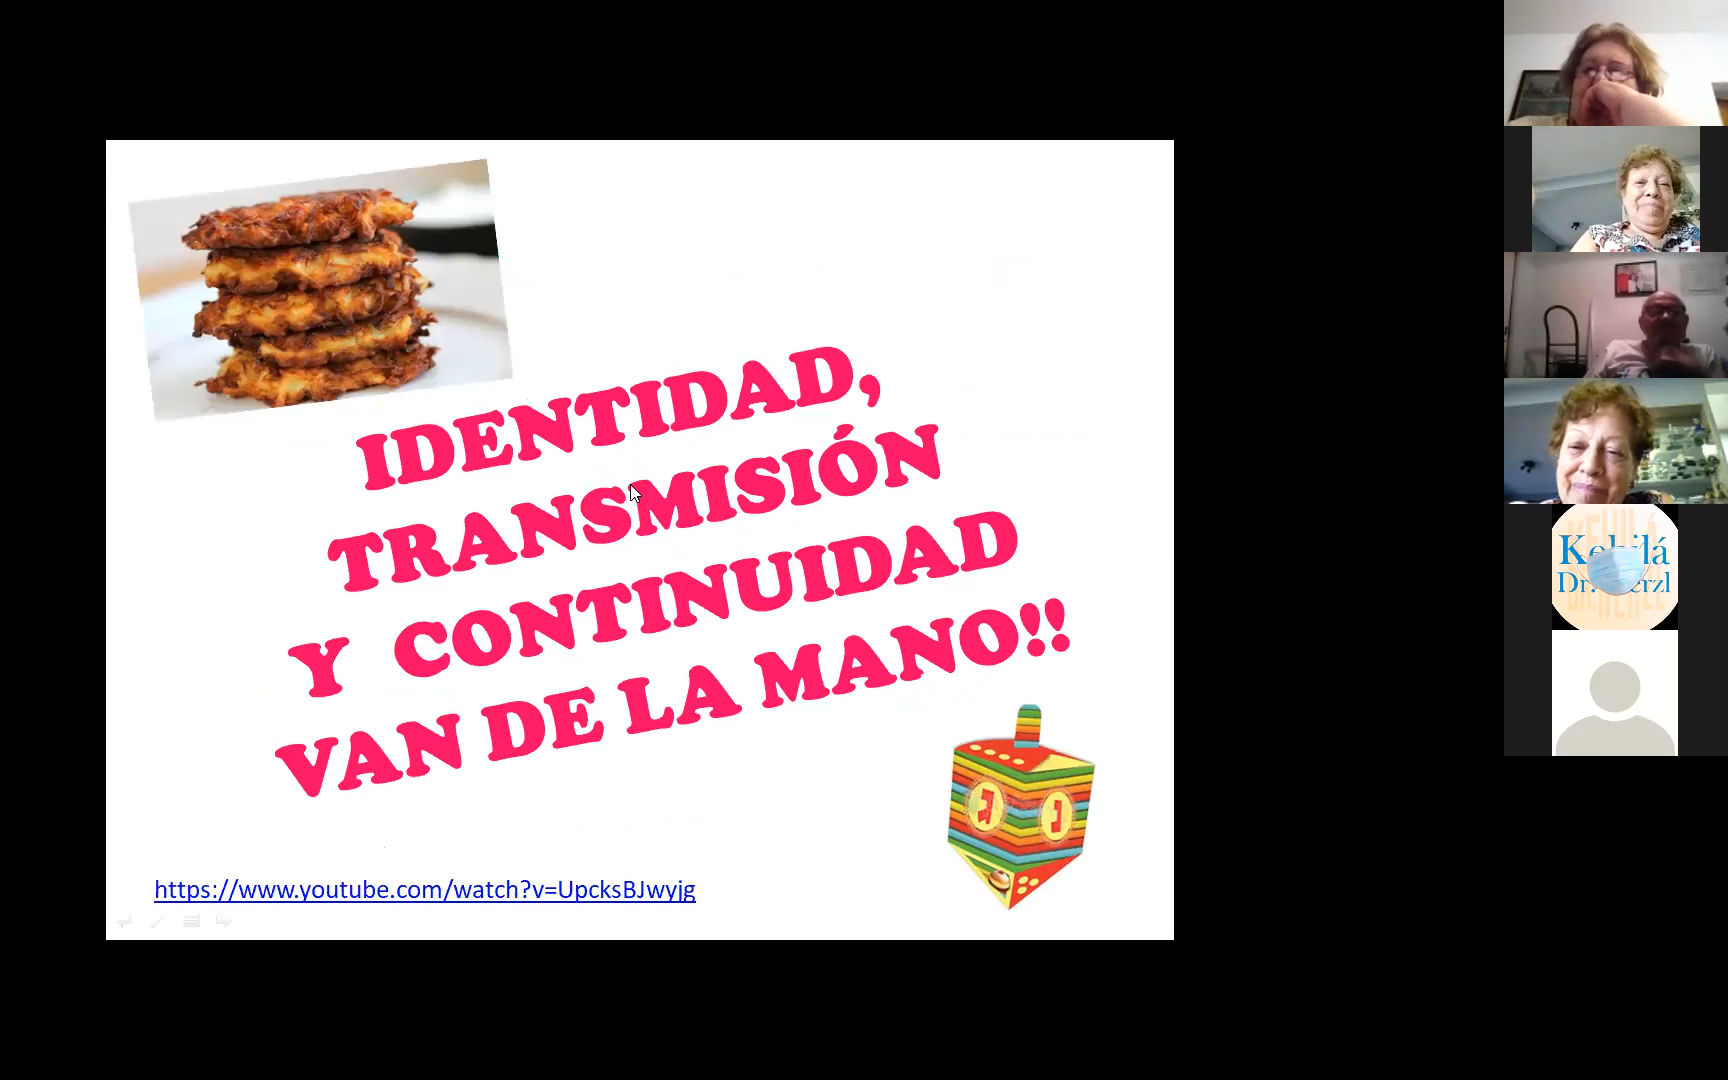 IDENTIDAD,
TRANSMISIÓN
Y CONTINUIDAD
VAN DE LA MANO!!
https://www.youtube.com/watch?v=UpcksBJwyjg